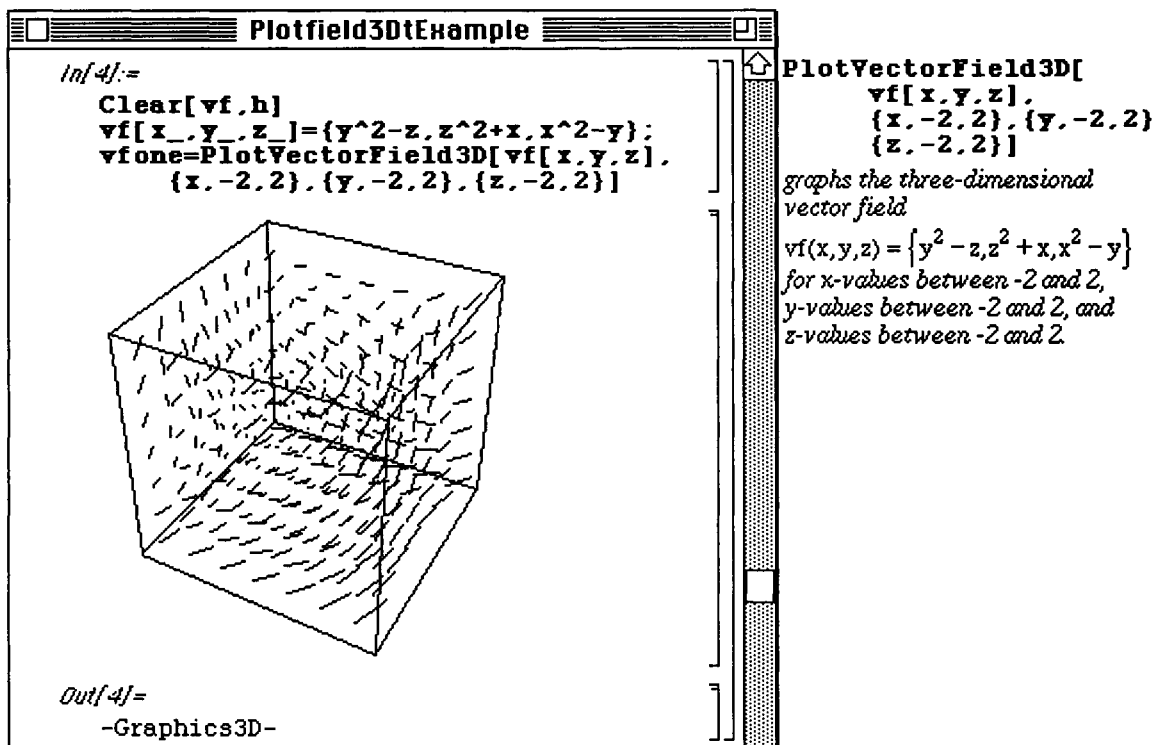 Plotfield3DtExample
In[4]:=
Clear[vf,h]
vf[x_,y_,z_]={y^2-z,z^2+x,x^2-y};
vfone=PlotVectorField3D[vf[x,y,z],
{x,-2,2},{y,-2,2},{z,-2,2}]
Out[4]=
-Graphics3D-
PlotVectorField3D[
vf[x,y,z],
{x,-2,2},{y,-2,2}
{z,-2,2}]
graphs the three-dimensional
vector field
vf(x,y,z) = {y² − z,z² + x,x² − y}
for x-values between -2 and 2,
y-values between -2 and 2, and
z-values between -2 and 2.